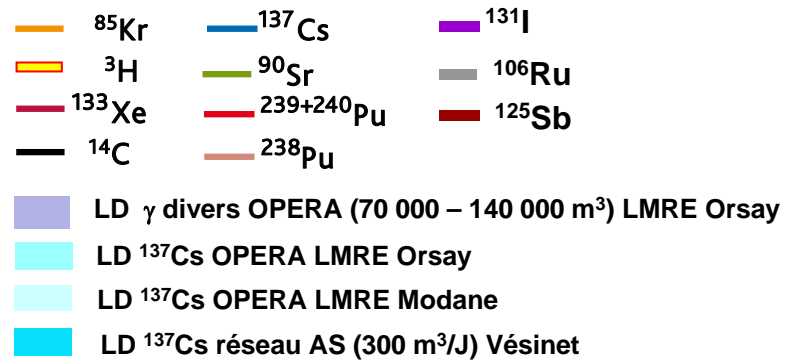 ⁸⁵Kr ¹³⁷Cs ¹³¹I
³H ⁹⁰Sr ¹⁰⁶Ru
¹³³Xe ²³⁹⁺²⁴⁰Pu ¹²⁵Sb
¹⁴C ²³⁸Pu
LD γ divers OPERA (70 000 – 140 000 m³) LMRE Orsay
LD ¹³⁷Cs OPERA LMRE Orsay
LD ¹³⁷Cs OPERA LMRE Modane
LD ¹³⁷Cs réseau AS (300 m³/J) Vésinet